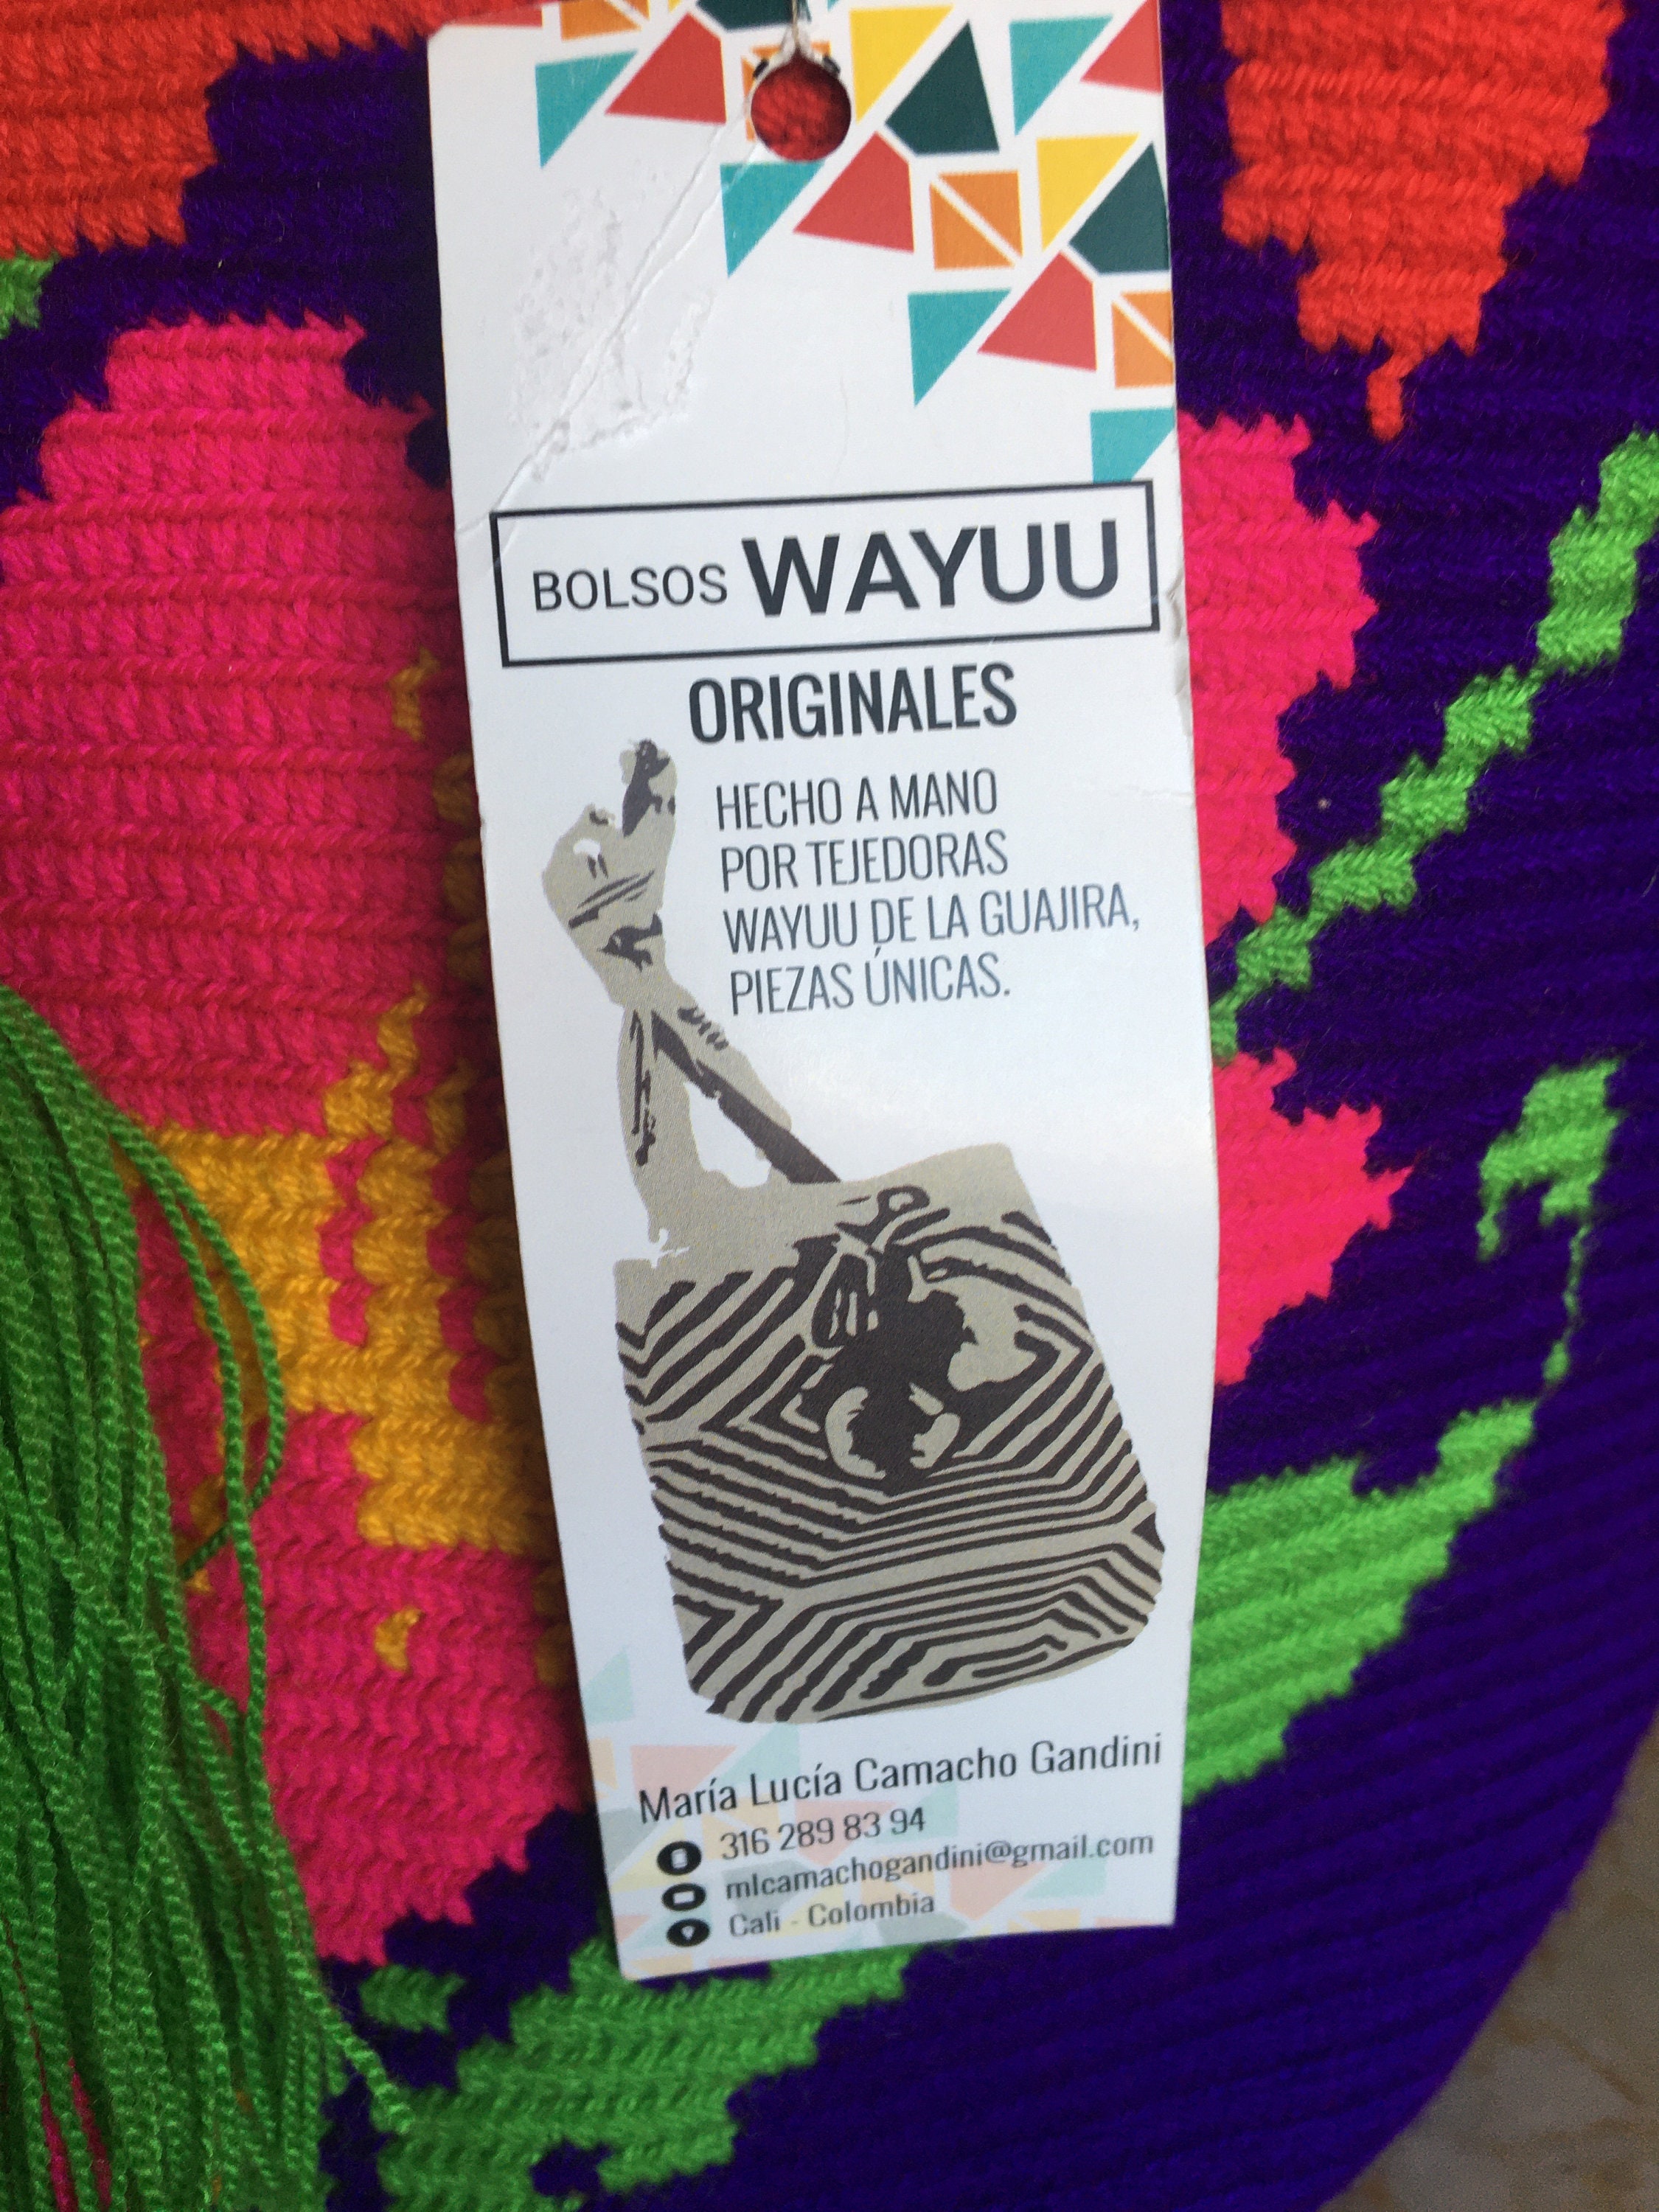 BOLSOS WAYUU
ORIGINALES
HECHO A MANO
POR TEJEDORAS
WAYUU DE LA GUAJIRA,
PIEZAS ÚNICAS.
María Lucía Camacho Gandini
316 289 83 94
mlcamachogandini@gmail.com
Cali - Colombia